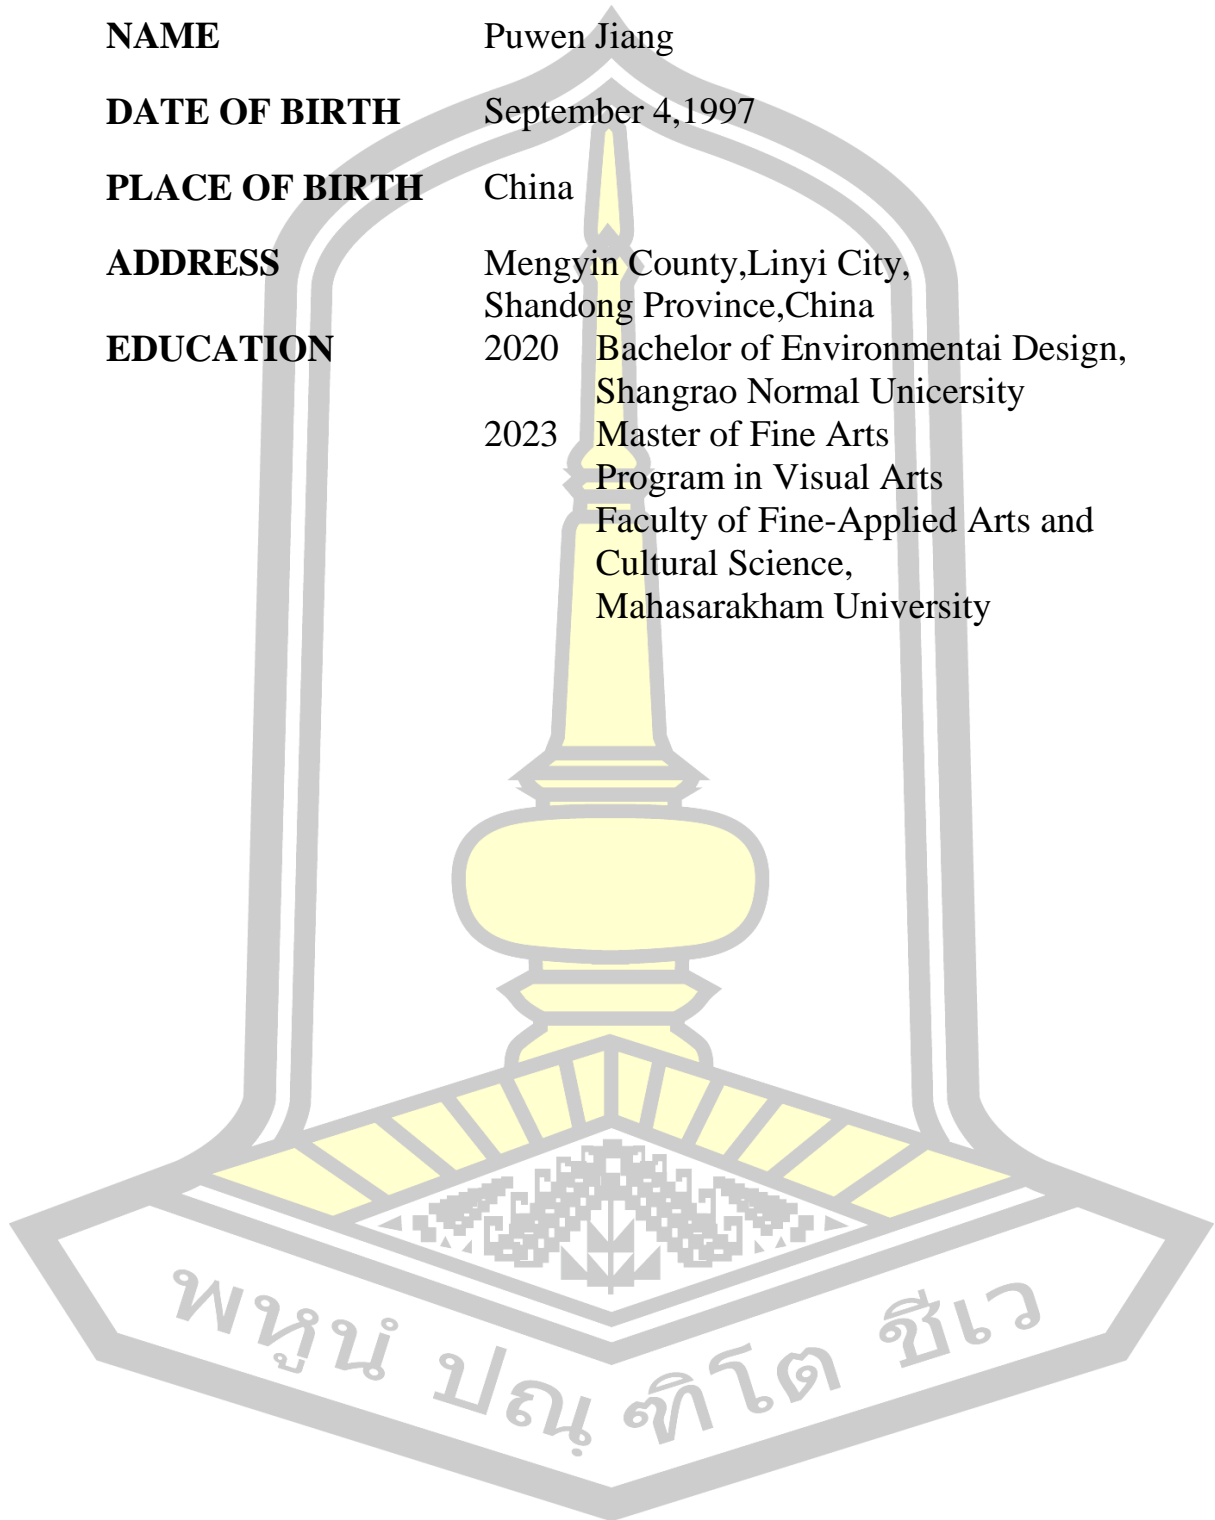 NAME Puwen Jiang
DATE OF BIRTH September 4,1997
PLACE OF BIRTH China
ADDRESS Mengyin County,Linyi City,
Shandong Province,China
EDUCATION 2020 Bachelor of Environmentai Design,
Shangrao Normal Unicersity
2023 Master of Fine Arts
Program in Visual Arts
Faculty of Fine-Applied Arts and
Cultural Science,
Mahasarakham University
พหูนํ ปณฺฑิโต ชีเว